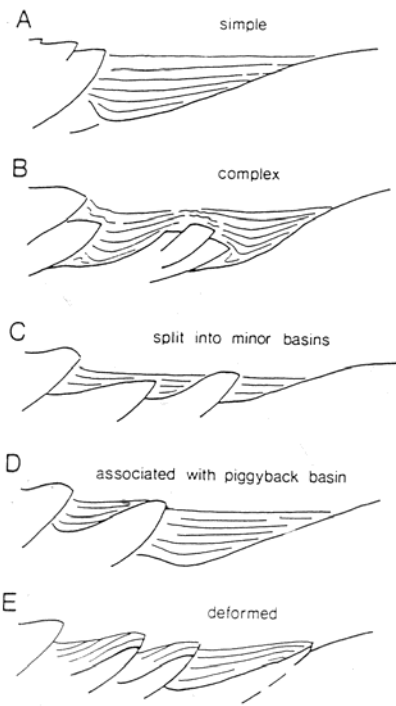 A
simple
B
complex
C
split into minor basins
D
associated with piggyback basin
E
deformed